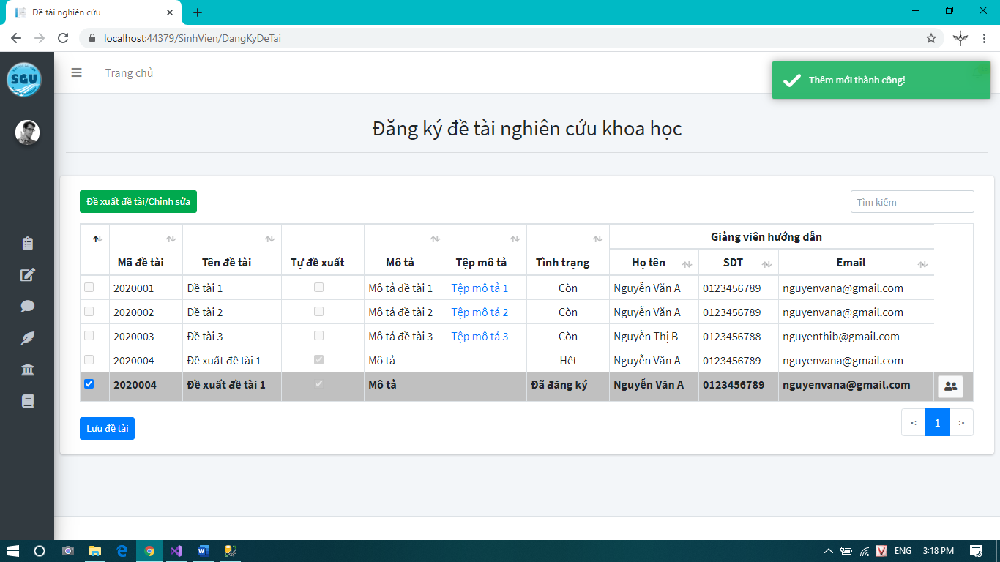 Đề tài nghiên cứu
localhost:44379/SinhVien/DangKyDeTai
SGU
Trang chủ
Thêm mới thành công!
Đăng ký đề tài nghiên cứu khoa học
Đề xuất đề tài/Chỉnh sửa
Tìm kiếm
Mã đề tài Tên đề tài Tự đề xuất Mô tả Tệp mô tả Tình trạng Giảng viên hướng dẫn
Họ tên SDT Email
2020001 Đề tài 1 Mô tả đề tài 1 Tệp mô tả 1 Còn Nguyễn Văn A 0123456789 nguyenvana@gmail.com
2020002 Đề tài 2 Mô tả đề tài 2 Tệp mô tả 2 Còn Nguyễn Văn A 0123456789 nguyenvana@gmail.com
2020003 Đề tài 3 Mô tả đề tài 3 Tệp mô tả 3 Còn Nguyễn Thị B 0123456788 nguyenthib@gmail.com
2020004 Đề xuất đề tài 1 Mô tả Hết Nguyễn Văn A 0123456789 nguyenvana@gmail.com
2020004 Đề xuất đề tài 1 Mô tả Đã đăng ký Nguyễn Văn A 0123456789 nguyenvana@gmail.com
Lưu đề tài
< 1 >
V ENG 3:18 PM